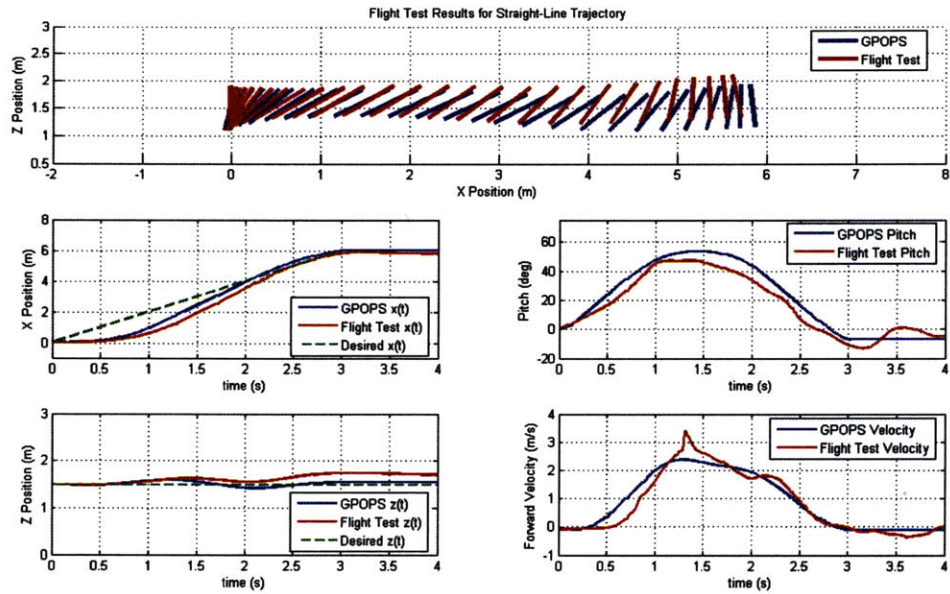 Flight Test Results for Straight-Line Trajectory
Z Position (m)
3
2.5
2
1.5
1
0.5
GPOPS
Flight Test
-2 -1 0 1 2 3 4 5 6 7 8
X Position (m)
X Position (m)
8
6
4
2
0
GPOPS x(t)
Flight Test x(t)
Desired x(t)
0 0.5 1 1.5 2 2.5 3 3.5 4
time (s)
Pitch (deg)
60
40
20
0
-20
GPOPS Pitch
Flight Test Pitch
0 0.5 1 1.5 2 2.5 3 3.5 4
time (s)
Z Position (m)
3
2
1
0
GPOPS z(t)
Flight Test z(t)
Desired z(t)
0 0.5 1 1.5 2 2.5 3 3.5 4
time (s)
Forward Velocity (m/s)
4
3
2
1
0
-1
GPOPS Velocity
Flight Test Velocity
0 0.5 1 1.5 2 2.5 3 3.5 4
time (s)